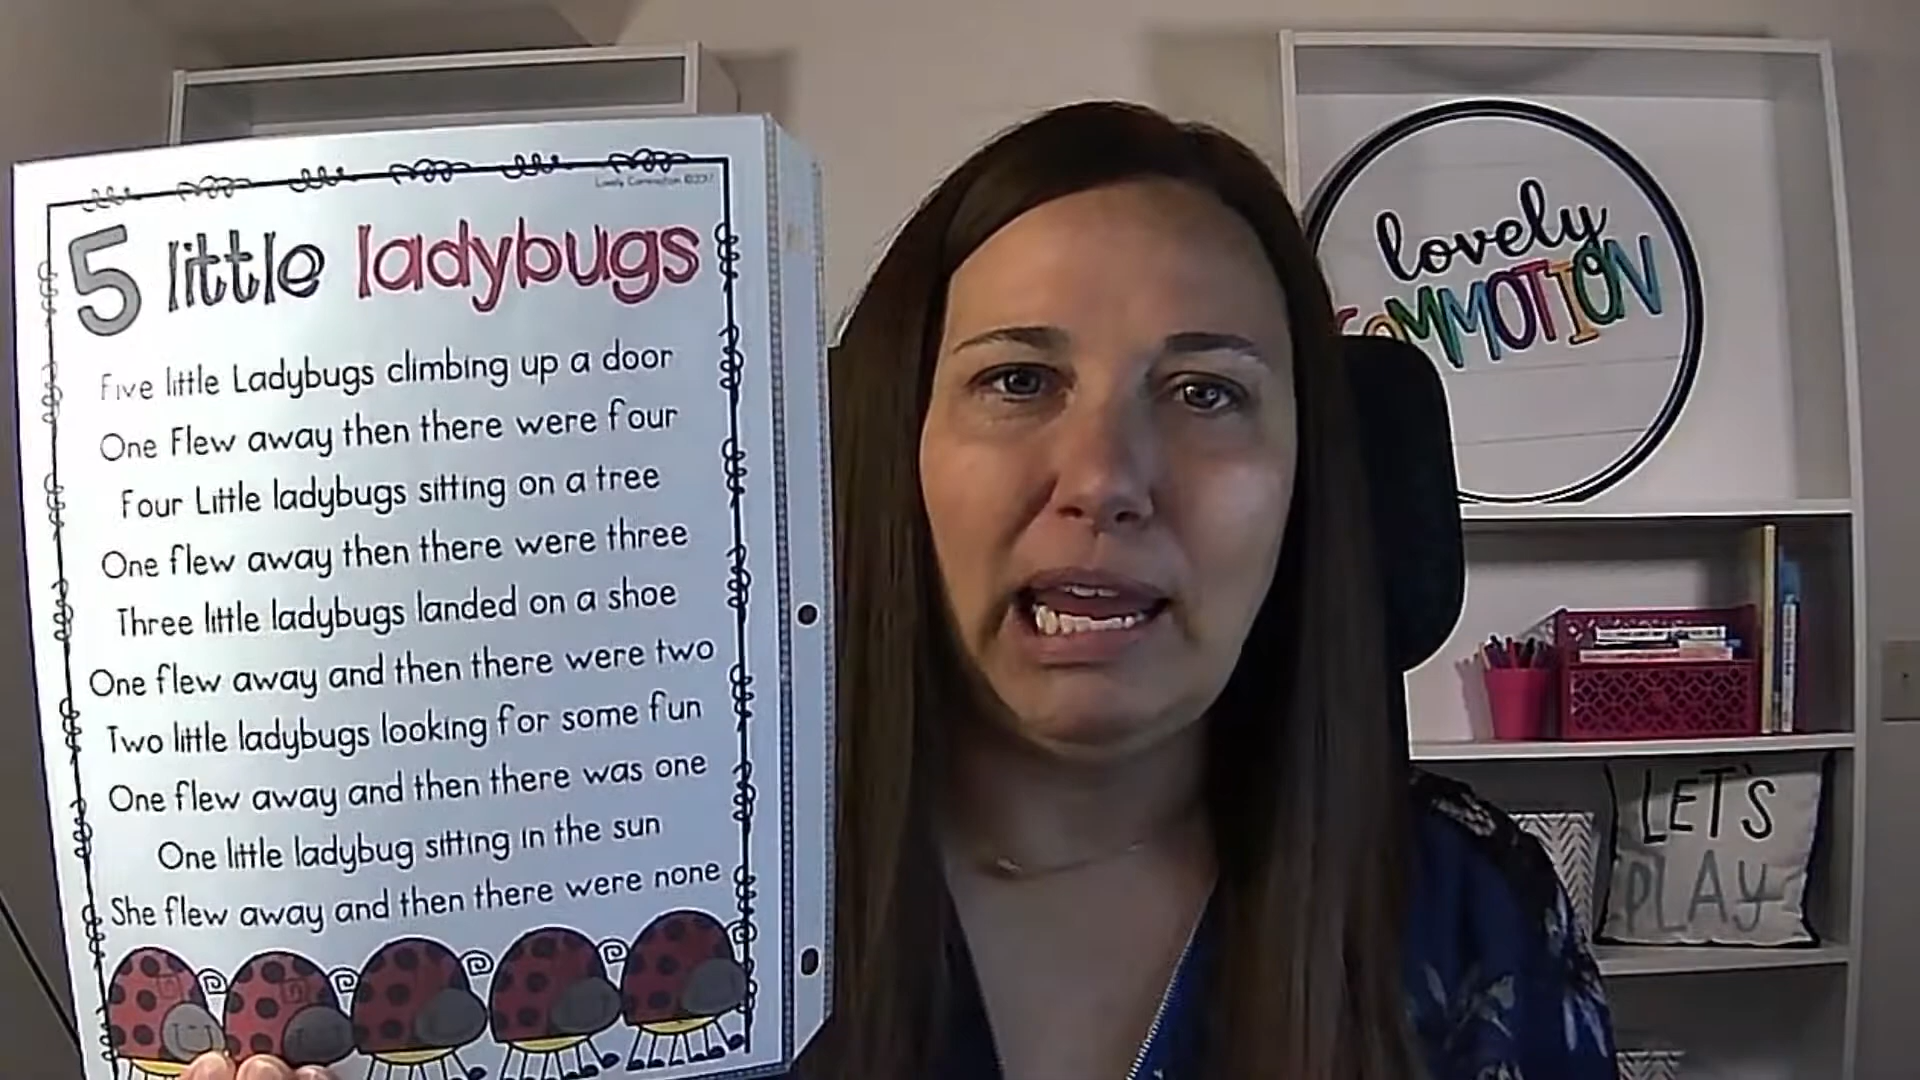 Lovely Commotion ©2017
5 little ladybugs
Five little Ladybugs climbing up a door
One Flew away then there were four
Four Little ladybugs sitting on a tree
One flew away then there were three
Three little ladybugs landed on a shoe
One flew away and then there were two
Two little ladybugs looking for some fun
One flew away and then there was one
One little ladybug sitting in the sun
She flew away and then there were none
lovely
COMMOTION
LET'S
PLAY